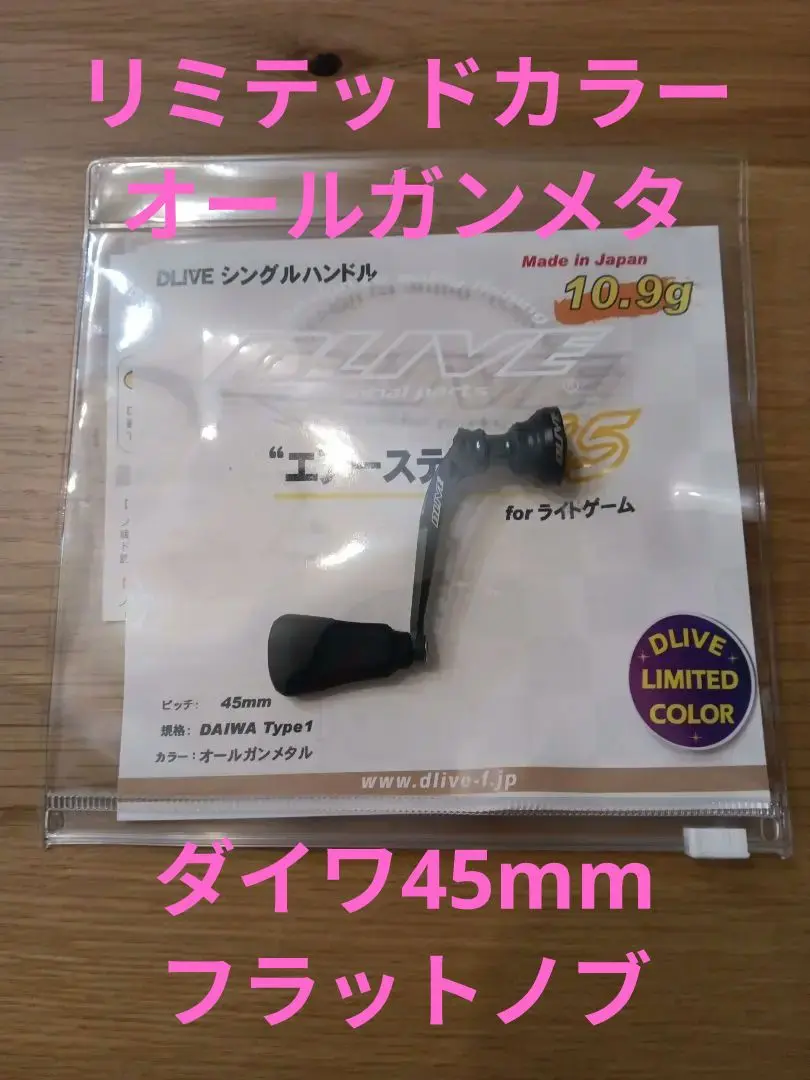 リミテッドカラー
オールガンメタ
DLIVE シングルハンドル
Made in Japan
10.9g
DLIVE
for ライトゲーム
DLIVE
LIMITED
COLOR
ピッチ： 45mm
規格： DAIWA Type1
カラー：オールガンメタル
www.dlive-f.jp
ダイワ45mm
フラットノブ